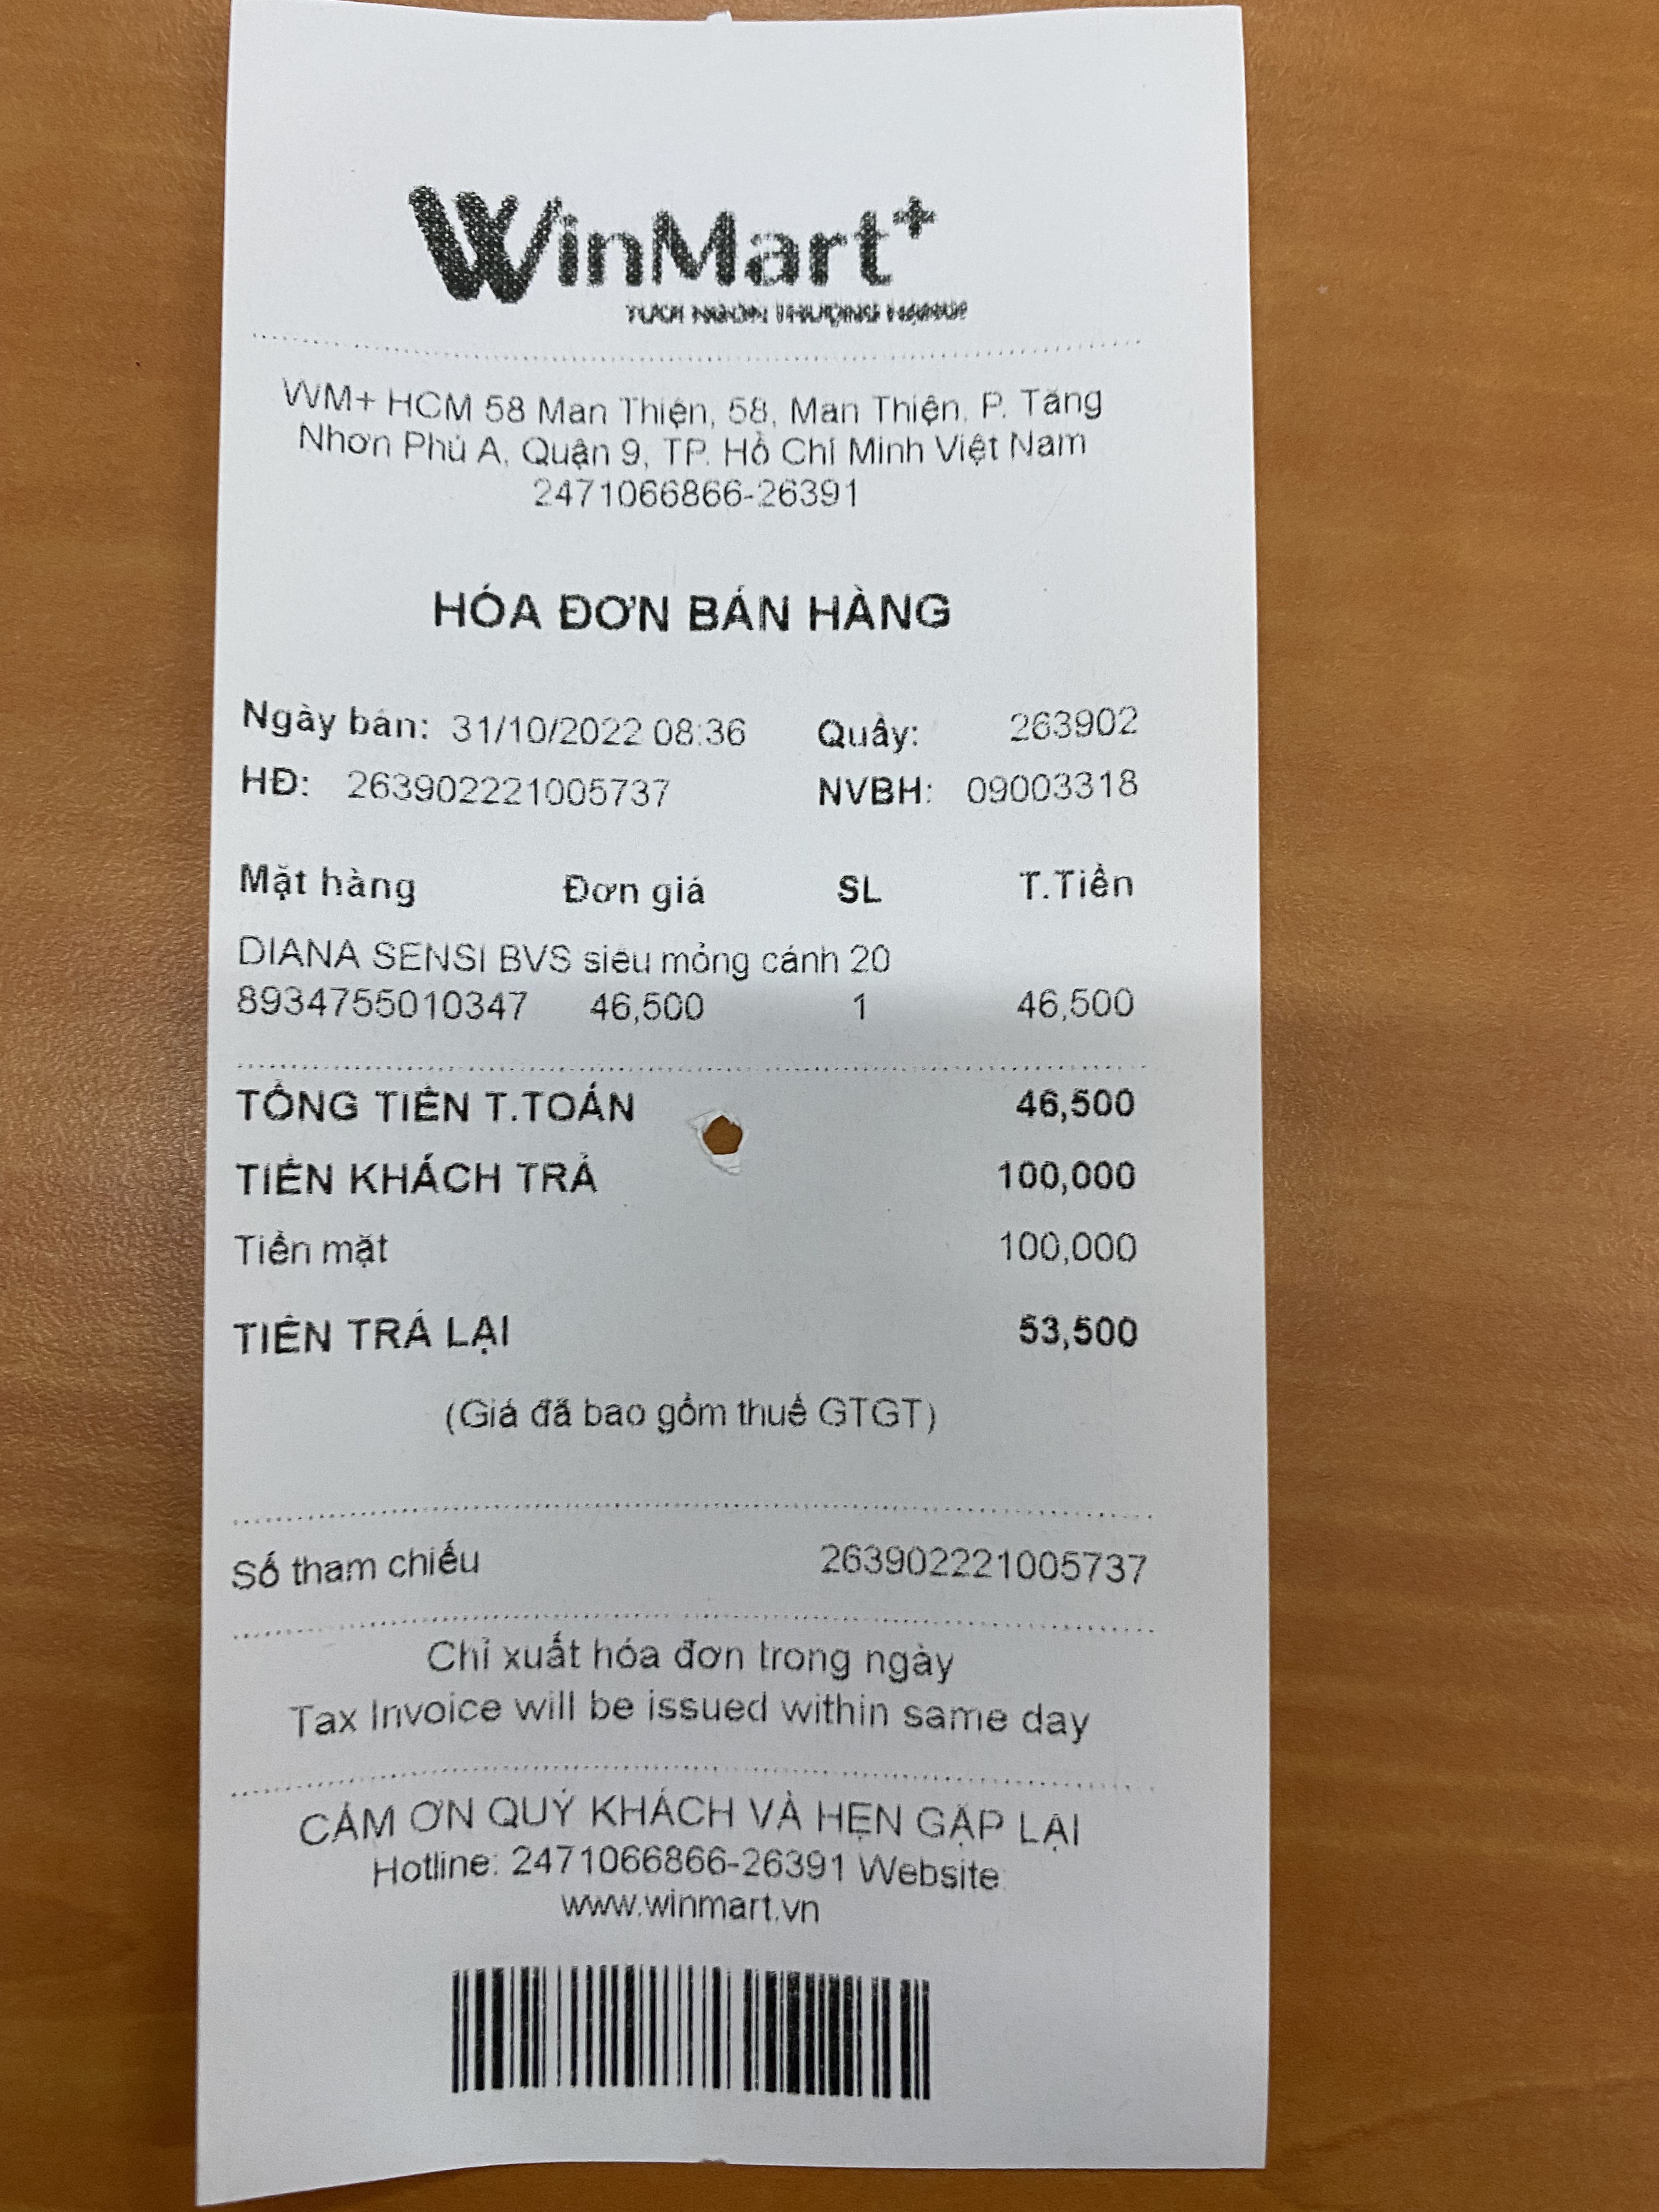 WinMart+
TƯƠI NGON THƯỢNG HẠNG
WM+ HCM 58 Man Thiện, 58, Man Thiện, P. Tăng
Nhơn Phú A, Quận 9, TP. Hồ Chí Minh Việt Nam
2471066866-26391
HÓA ĐƠN BÁN HÀNG
Ngày bán: 31/10/2022 08:36 Quầy: 263902
HĐ: 263902221005737 NVBH: 09003318
Mặt hàng Đơn giá SL T.Tiền
DIANA SENSI BVS siêu mỏng cánh 20
8934755010347 46,500 1 46,500
TỔNG TIỀN T.TOÁN 46,500
TIỀN KHÁCH TRẢ 100,000
Tiền mặt 100,000
TIỀN TRẢ LẠI 53,500
(Giá đã bao gồm thuế GTGT)
Số tham chiếu 263902221005737
Chỉ xuất hóa đơn trong ngày
Tax Invoice will be issued within same day
CẢM ƠN QUÝ KHÁCH VÀ HẸN GẶP LẠI
Hotline: 2471066866-26391 Website:
www.winmart.vn